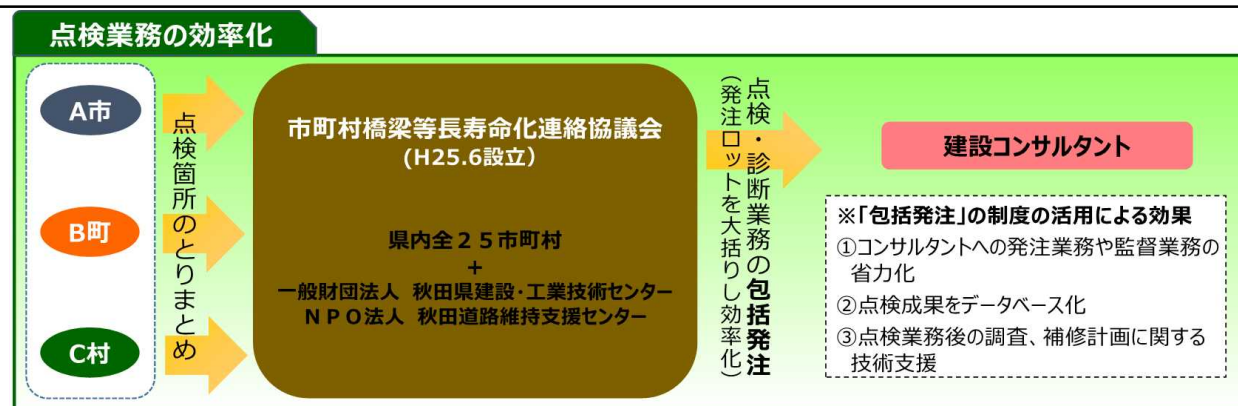 点検業務の効率化
A市
B町
C村
点検箇所のとりまとめ
市町村橋梁等長寿命化連絡協議会
(H25.6設立)
県内全25市町村
+
一般財団法人 秋田県建設・工業技術センター
NPO法人 秋田道路維持支援センター
点検・診断業務の包括発注
(発注ロットを大括りし効率化)
建設コンサルタント
※「包括発注」の制度の活用による効果
①コンサルタントへの発注業務や監督業務の
省力化
②点検成果をデータベース化
③点検業務後の調査、補修計画に関する
技術支援